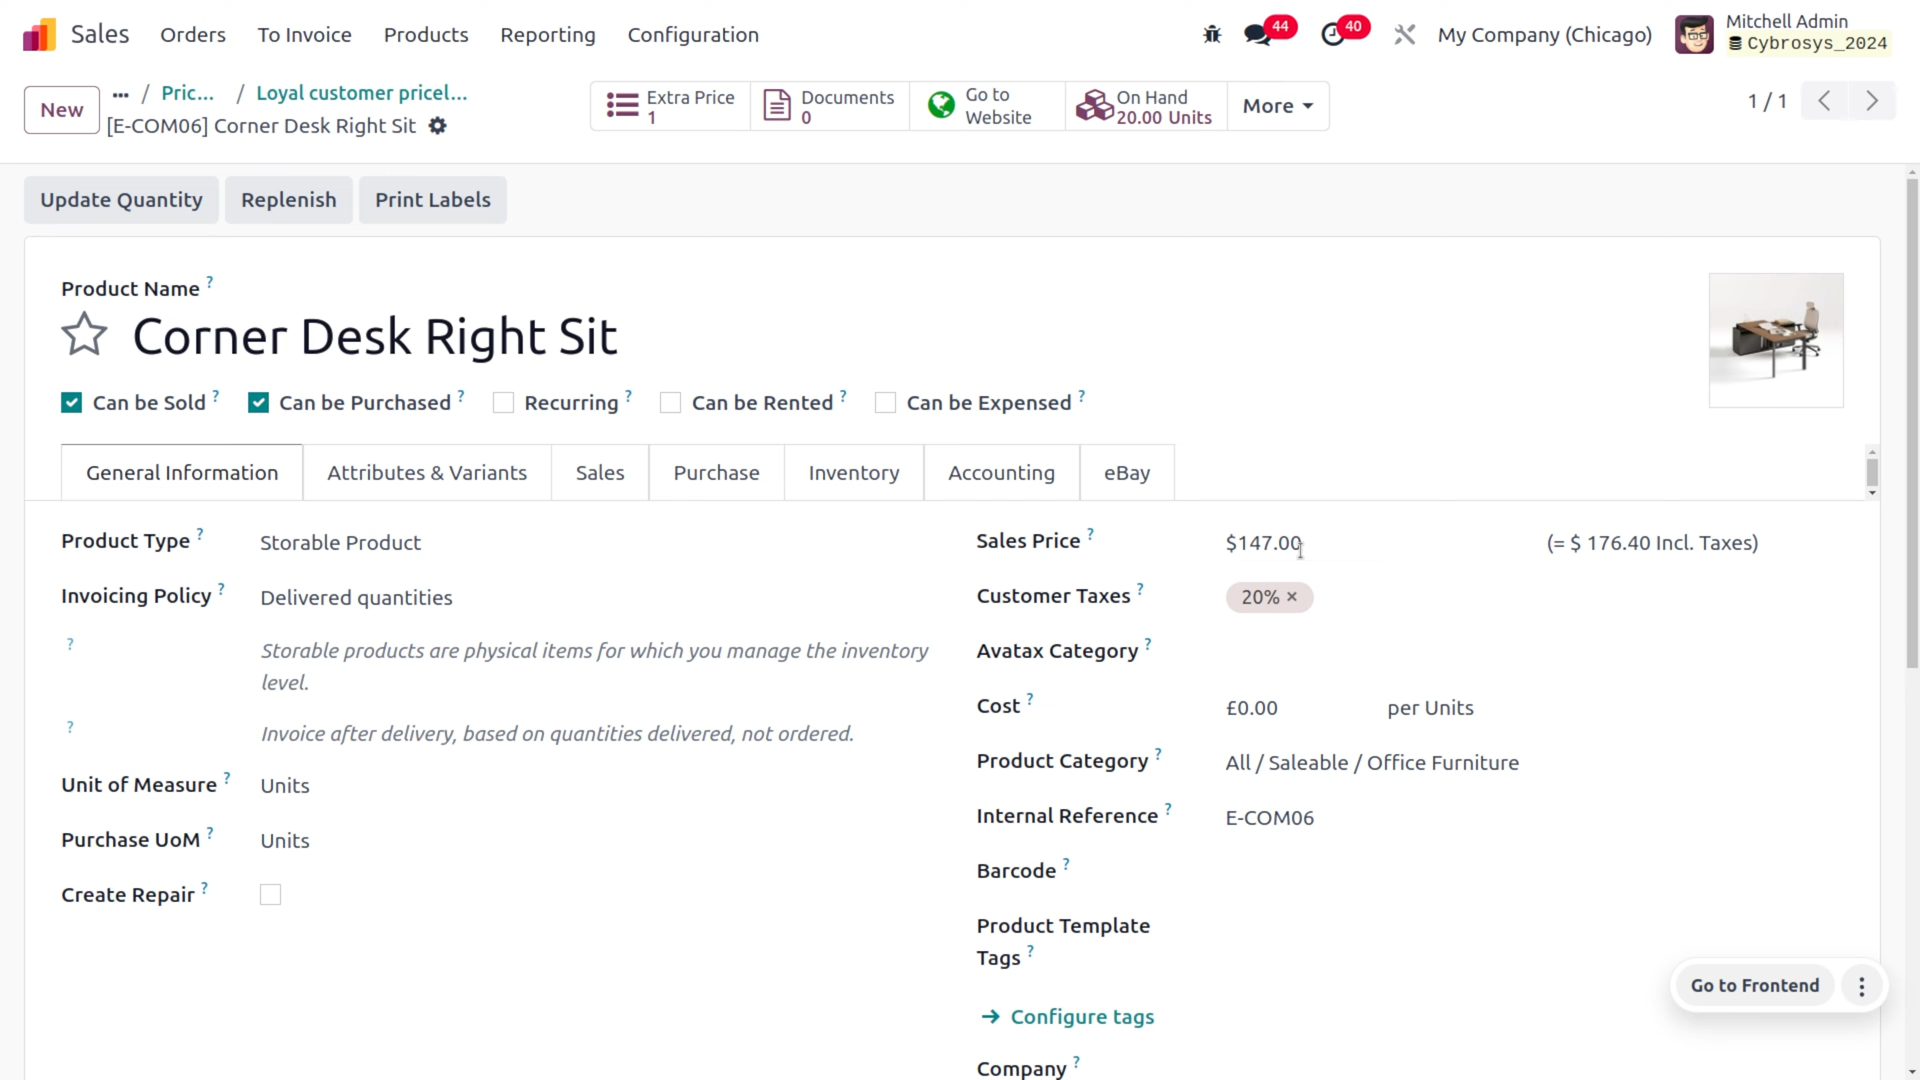 Sales
Orders
To Invoice
Products
Reporting
Configuration
44
40
My Company (Chicago)
Mitchell Admin
Cybrosys_2024
New
... / Pric... / Loyal customer pricel...
[E-COM06] Corner Desk Right Sit
Extra Price
1
Documents
0
Go to
Website
On Hand
20.00 Units
More
1 / 1
Update Quantity
Replenish
Print Labels
Product Name ?
Corner Desk Right Sit
Can be Sold ?
Can be Purchased ?
Recurring ?
Can be Rented ?
Can be Expensed ?
General Information
Attributes & Variants
Sales
Purchase
Inventory
Accounting
eBay
Product Type ? Storable Product
Invoicing Policy ? Delivered quantities
? Storable products are physical items for which you manage the inventory
level.
? Invoice after delivery, based on quantities delivered, not ordered.
Unit of Measure ? Units
Purchase UoM ? Units
Create Repair ?
Sales Price ? $147.00 (= $ 176.40 Incl. Taxes)
Customer Taxes ? 20% ×
Avatax Category ?
Cost ? £0.00 per Units
Product Category ? All / Saleable / Office Furniture
Internal Reference ? E-COM06
Barcode ?
Product Template
Tags ?
→ Configure tags
Company ?
Go to Frontend